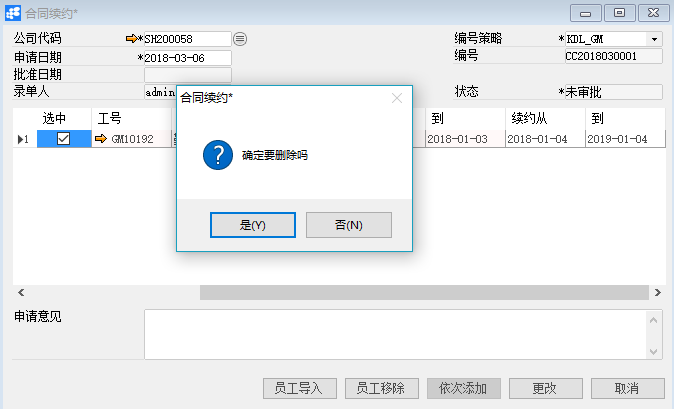 合同续约*
公司代码 *SH200058 编号策略 *KDL_GM
申请日期 *2018-03-06 编号 CC2018030001
批准日期
录单人 admin 状态 *未审批
合同续约*
选中 工号 到 续约从 到
1 GM10192 2018-01-03 2018-01-04 2019-01-04
确定要删除吗
是(Y) 否(N)
申请意见
员工导入 员工移除 依次添加 更改 取消